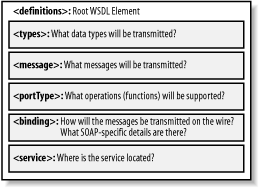 <definitions>: Root WSDL Element
<types>: What data types will be transmitted?
<message>: What messages will be transmitted?
<portType>: What operations (functions) will be supported?
<binding>: How will the messages be transmitted on the wire?
What SOAP-specific details are there?
<service>: Where is the service located?